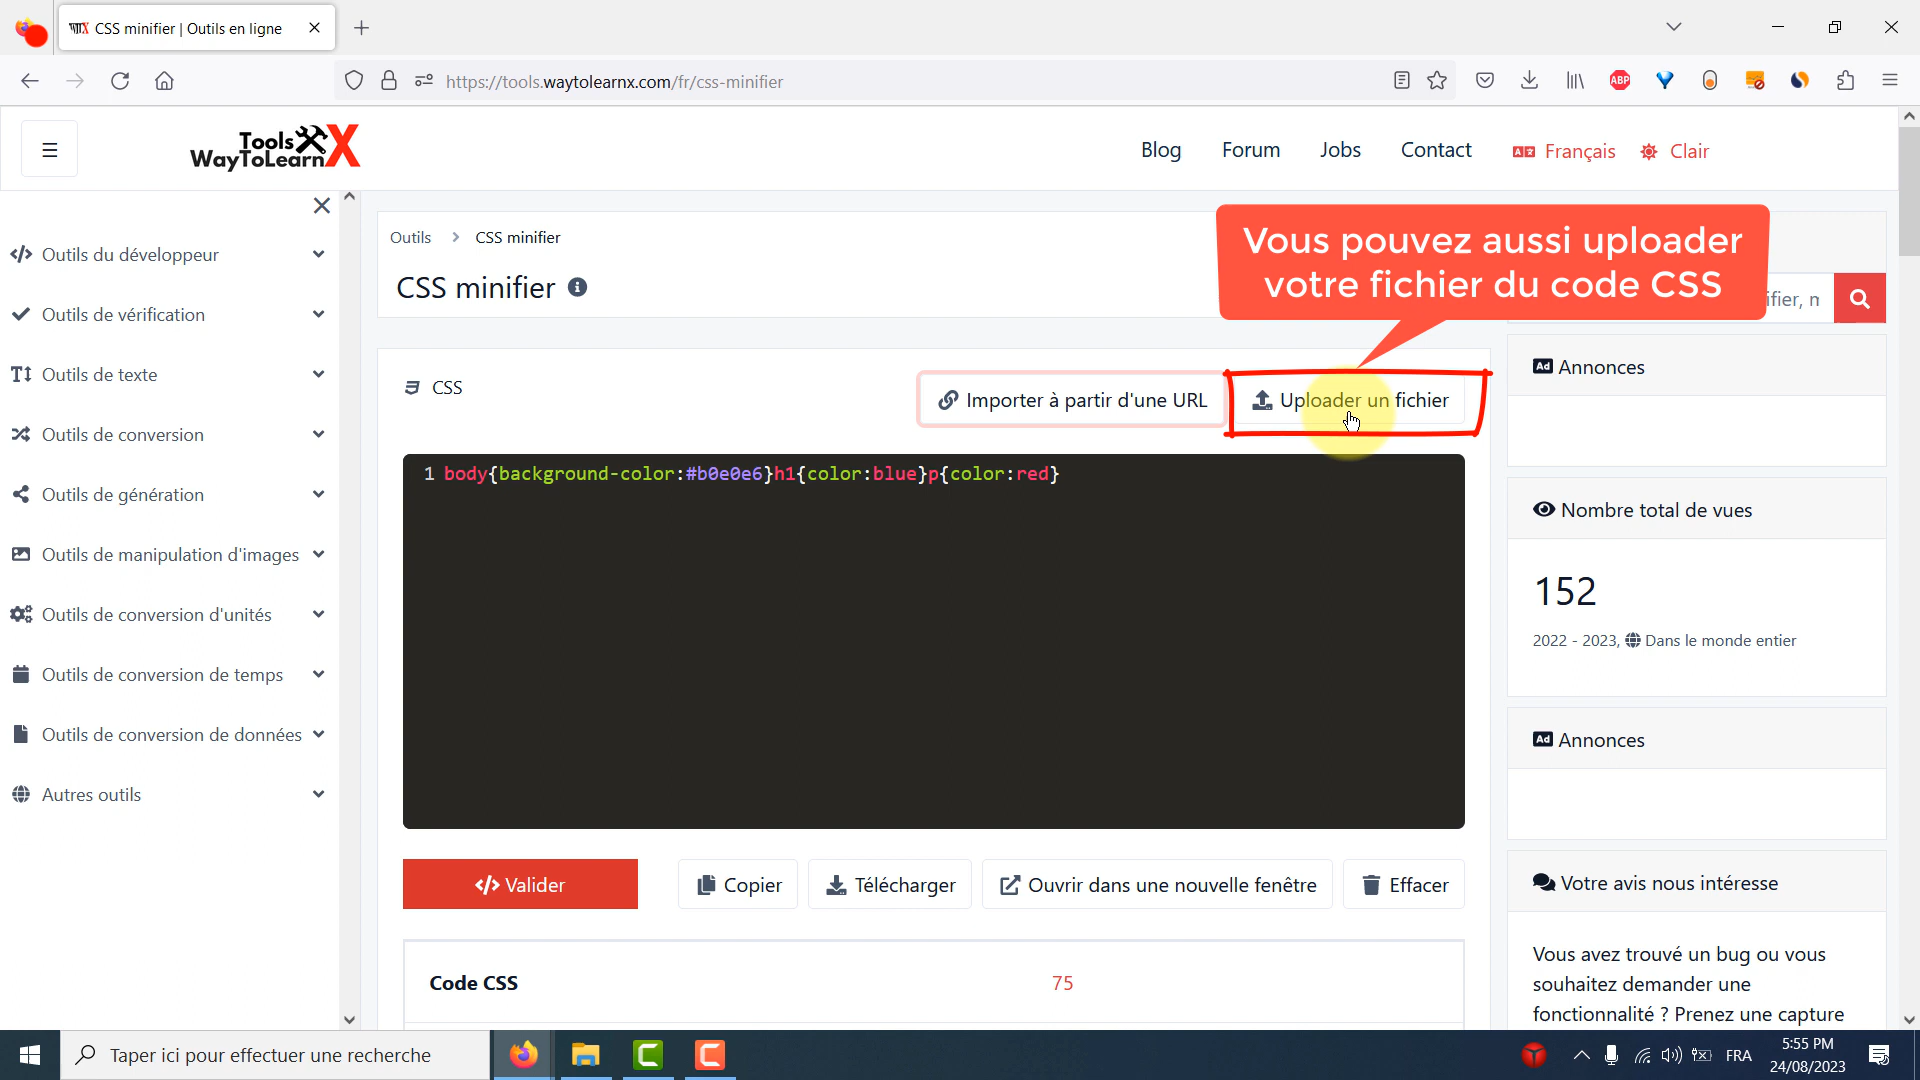 CSS minifier | Outils en ligne
https://tools.waytolearnx.com/fr/css-minifier
ABP
Tools
WayToLearnX
Blog
Forum
Jobs
Contact
Français
Clair
Outils du développeur
Outils de vérification
Outils de texte
Outils de conversion
Outils de génération
Outils de manipulation d'images
Outils de conversion d'unités
Outils de conversion de temps
Outils de conversion de données
Autres outils
Outils > CSS minifier
CSS minifier
Vous pouvez aussi uploader
votre fichier du code CSS
CSS
Importer à partir d'une URL
Uploader un fichier
1 body{background-color:#b0e0e6}h1{color:blue}p{color:red}
Valider
Copier
Télécharger
Ouvrir dans une nouvelle fenêtre
Effacer
Code CSS 75
Ad Annonces
Nombre total de vues
152
2022 - 2023, Dans le monde entier
Ad Annonces
Votre avis nous intéresse
Vous avez trouvé un bug ou vous
souhaitez demander une
fonctionnalité ? Prenez une capture
Taper ici pour effectuer une recherche
FRA
5:55 PM
24/08/2023